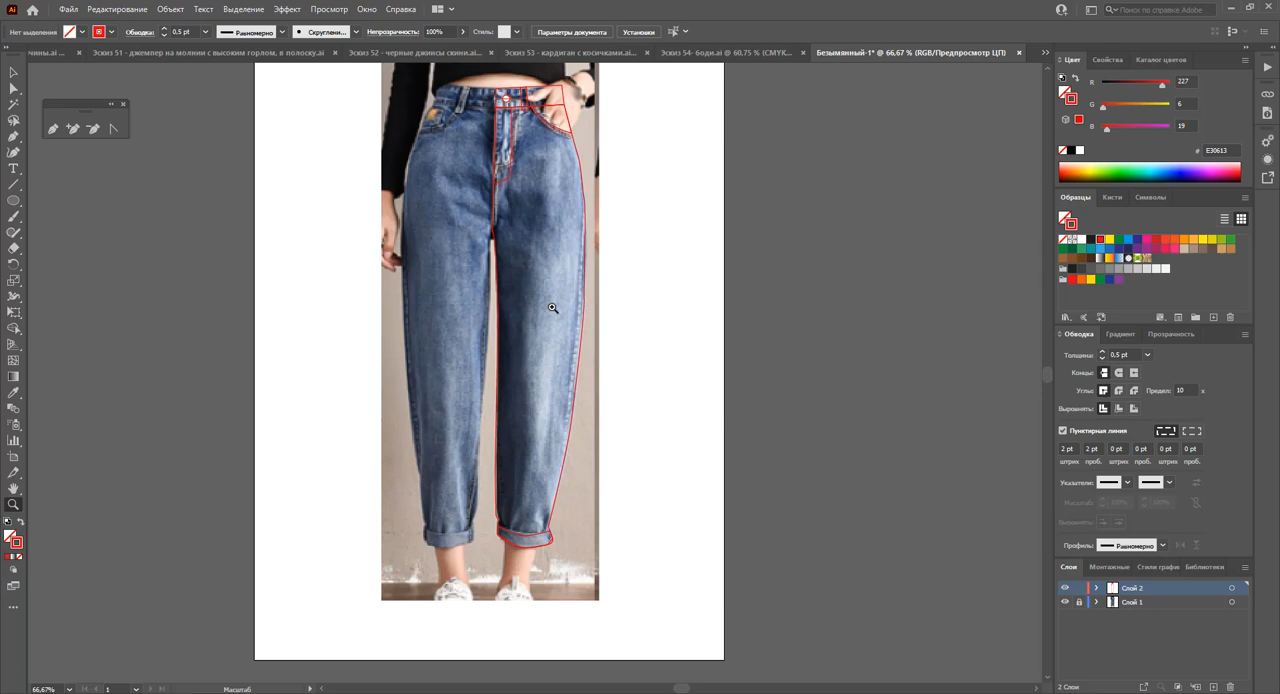 Ai
Файл Редактирование Объект Текст Выделение Эффект Просмотр Окно Справка
Поиск по справке Adobe
Нет выделения Обводка: 0,5 pt Равномерно Скруглени... Непрозрачность: 100% Стиль: Параметры документа Установки
Эскиз 51 - джемпер на молнии с высоким горлом, в полоску.ai
Эскиз 52 - черные джинсы скини.ai...
Эскиз 53 - кардиган с косичками.ai...
Эскиз 54- боди.ai @ 60,75 % (CMYK...
Безымянный-1* @ 66,67 % (RGB/Предпросмотр ЦП)
Цвет Свойства Каталог цветов
R 227
G 6
B 19
# E30613
Образцы Кисти Символы
Обводка Градиент Прозрачность
Толщина: 0,5 pt
Концы:
Углы: Предел: 10 x
Выровнять:
Пунктирная линия
2 pt 2 pt 0 pt 0 pt 0 pt 0 pt
штрих проб. штрих проб. штрих проб.
Указатели:
Масштаб: 100% 100%
Выровнять:
Профиль: Равномерно
Слои Монтажные Стили график Библиотеки
Слой 2
Слой 1
2 Слои
66,67% 1 Масштаб